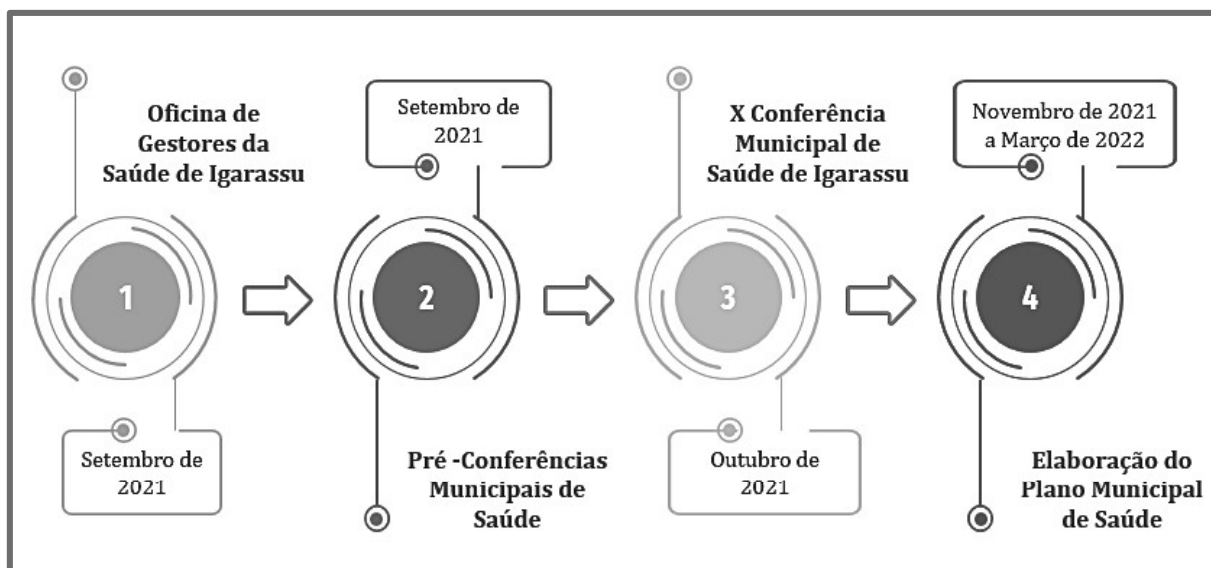 Oficina de
Gestores da
Saúde de Igarassu
1
Setembro de
2021
Setembro de
2021
2
Pré -Conferências
Municipais de
Saúde
X Conferência
Municipal de
Saúde de Igarassu
3
Outubro de
2021
Novembro de 2021
a Março de 2022
4
Elaboração do
Plano Municipal
de Saúde